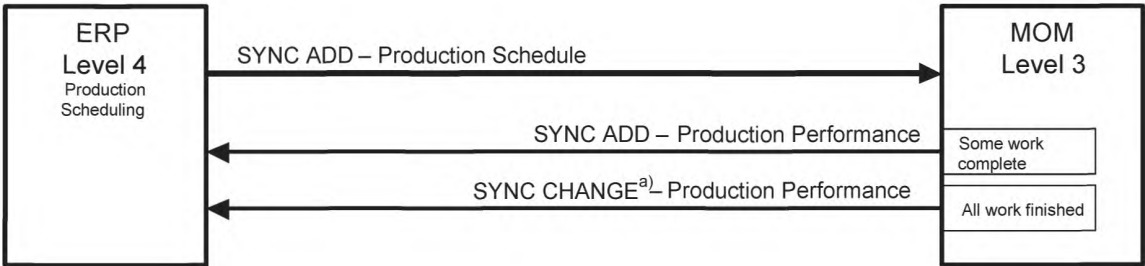 ERP
Level 4
Production
Scheduling
SYNC ADD – Production Schedule
MOM
Level 3
SYNC ADD – Production Performance
Some work
complete
SYNC CHANGEa)– Production Performance
All work finished